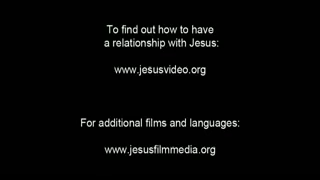 To find out how to have
a relationship with Jesus:
www.jesusvideo.org
For additional films and languages:
www.jesusfilmmedia.org